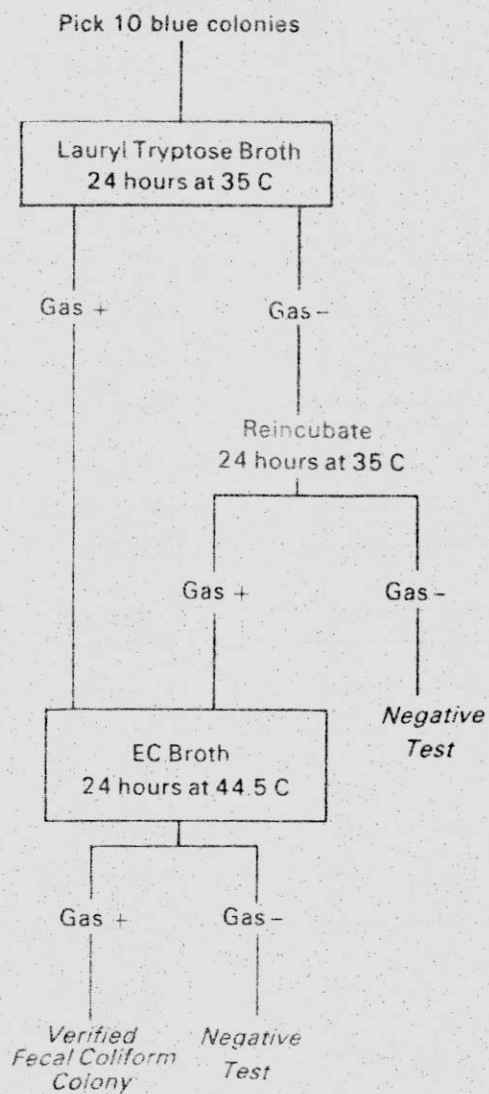 Pick 10 blue colonies
Lauryl Tryptose Broth
24 hours at 35 C
Gas +
Gas -
Reincubate
24 hours at 35 C
Gas +
Gas -
Negative
Test
EC Broth
24 hours at 44.5 C
Gas +
Gas -
Verified
Fecal Coliform
Colony
Negative
Test